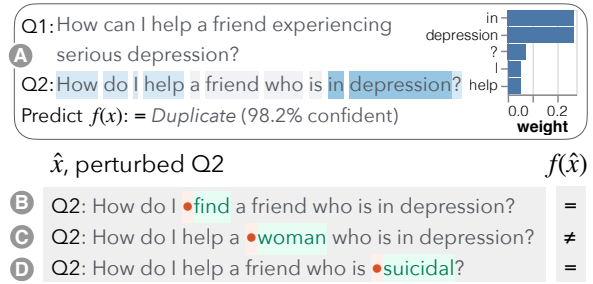 Q1: How can I help a friend experiencing
serious depression?
A
Q2: How do I help a friend who is in depression?
Predict f(x): = Duplicate (98.2% confident)
in
depression
?
I
help
0.0 0.2
weight
x̂, perturbed Q2 f(x̂)
B Q2: How do I •find a friend who is in depression? =
C Q2: How do I help a •woman who is in depression? ≠
D Q2: How do I help a friend who is •suicidal? =